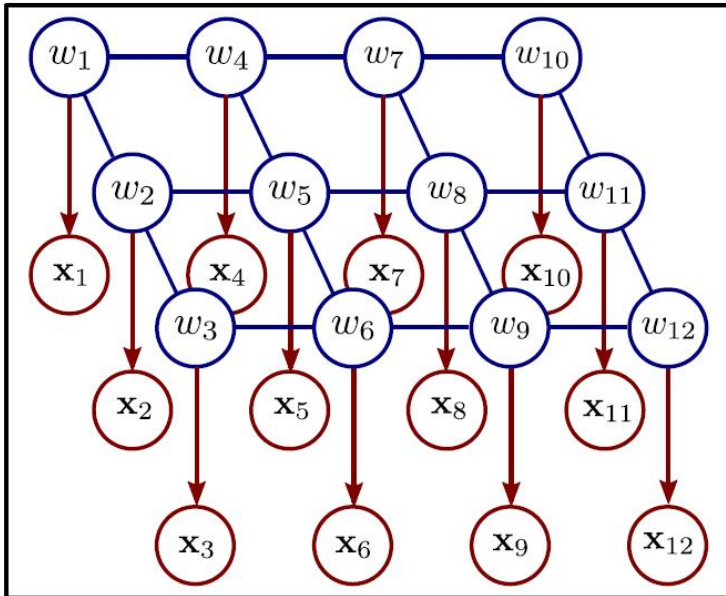 w₁ w₄ w₇ w₁₀
w₂ w₅ w₈ w₁₁
x₁ x₄ x₇ x₁₀
w₃ w₆ w₉ w₁₂
x₂ x₅ x₈ x₁₁
x₃ x₆ x₉ x₁₂